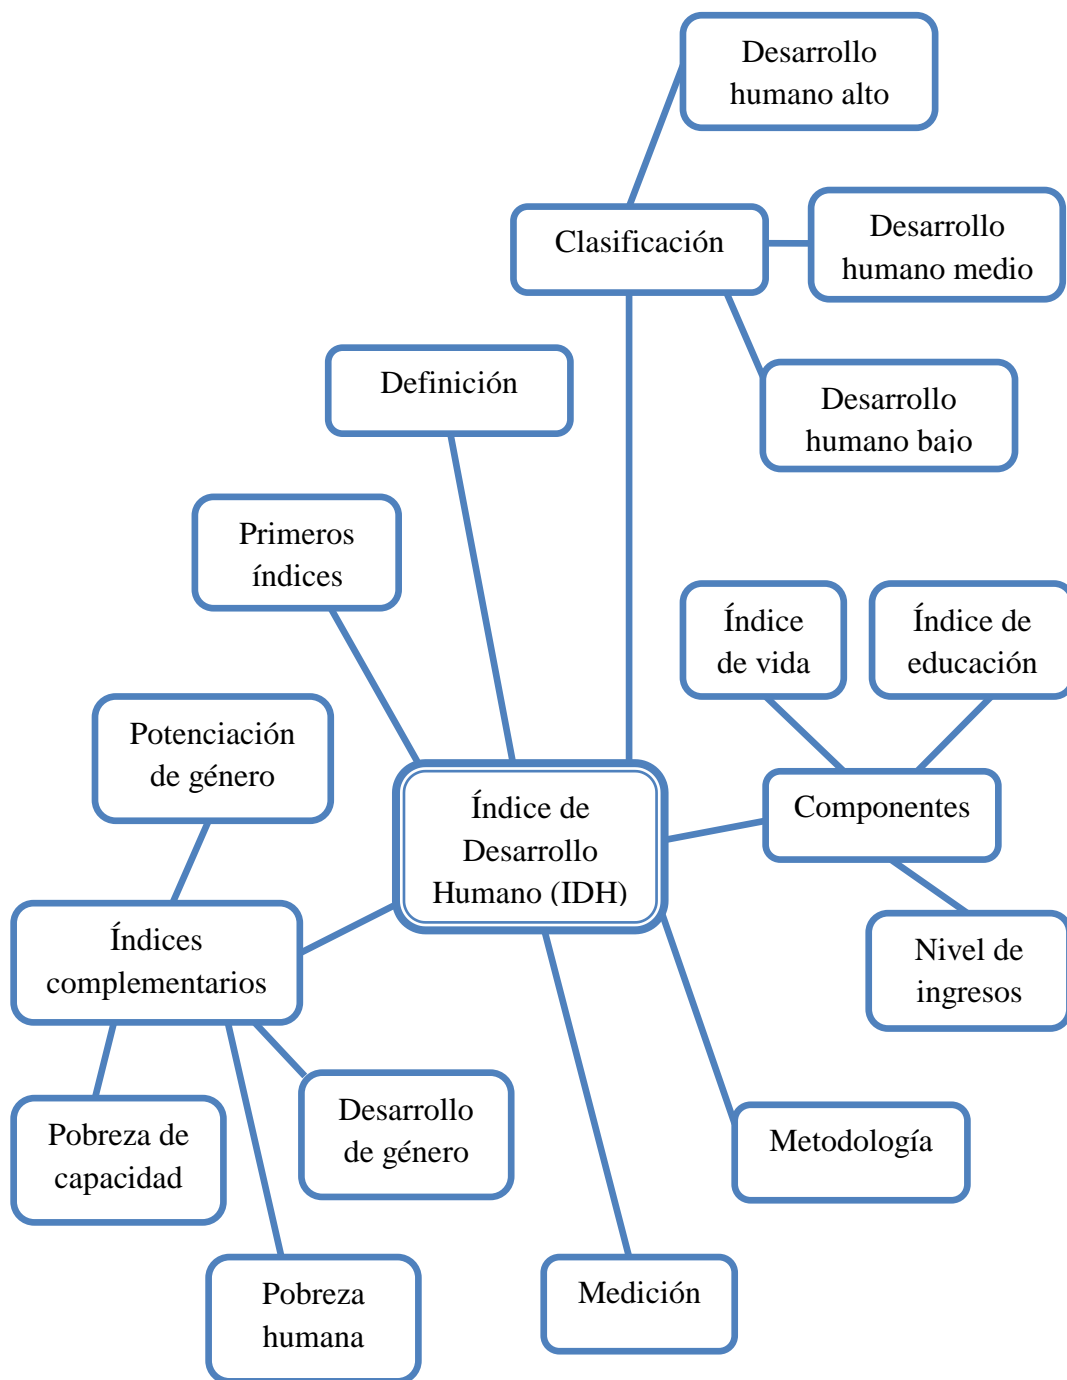 Desarrollo
humano alto
Clasificación
Desarrollo
humano medio
Definición
Desarrollo
humano bajo
Primeros
índices
Índice
de vida
Índice de
educación
Potenciación
de género
Índice de
Desarrollo
Humano (IDH)
Componentes
Índices
complementarios
Nivel de
ingresos
Desarrollo
de género
Pobreza de
capacidad
Metodología
Pobreza
humana
Medición